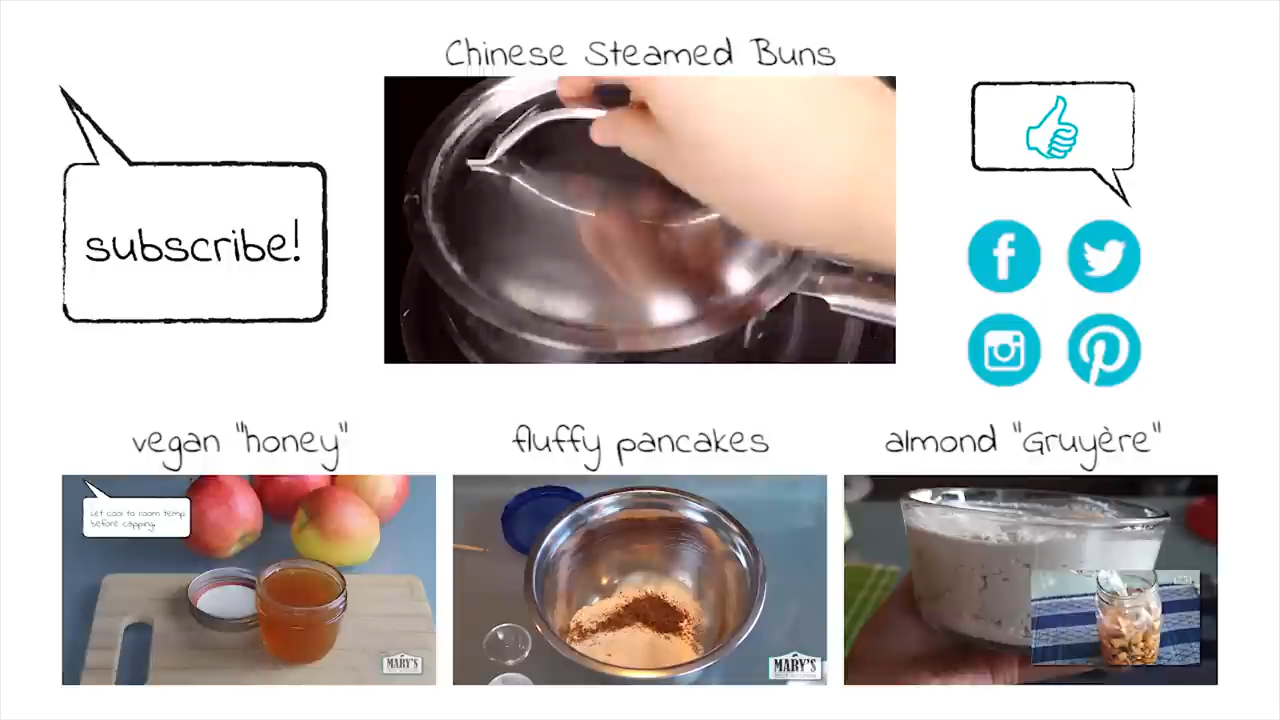 Chinese Steamed Buns
subscribe!
vegan "honey"
fluffy pancakes
almond "Gruyère"
Let cool to room temp
before capping.
MARY'S
MARY'S